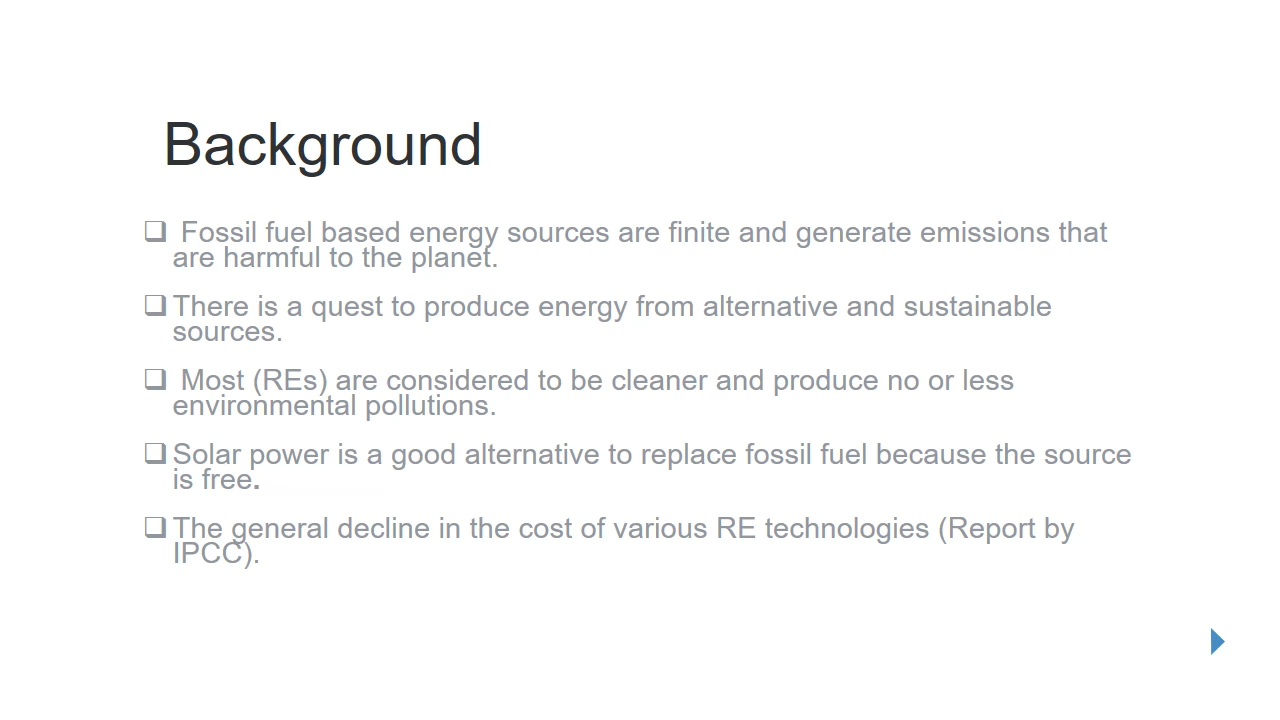 Background
❑ Fossil fuel based energy sources are finite and generate emissions that
are harmful to the planet.
❑ There is a quest to produce energy from alternative and sustainable
sources.
❑ Most (REs) are considered to be cleaner and produce no or less
environmental pollutions.
❑ Solar power is a good alternative to replace fossil fuel because the source
is free.
❑ The general decline in the cost of various RE technologies (Report by
IPCC).